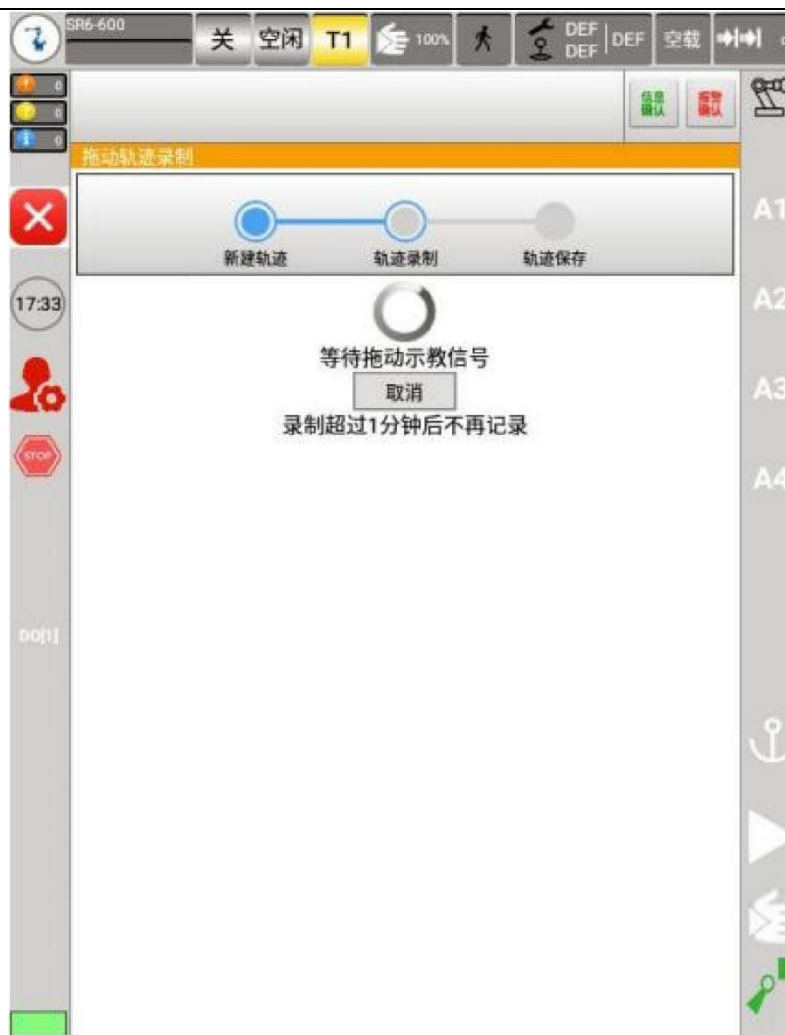 SR6-600
关 空闲 T1 100% DEF DEF DEF 空载
0
0
0
信息确认 报警确认
拖动轨迹录制
新建轨迹 轨迹录制 轨迹保存
17:33
等待拖动示教信号
取消
录制超过1分钟后不再记录
STOP
DO[1]
A1
A2
A3
A4